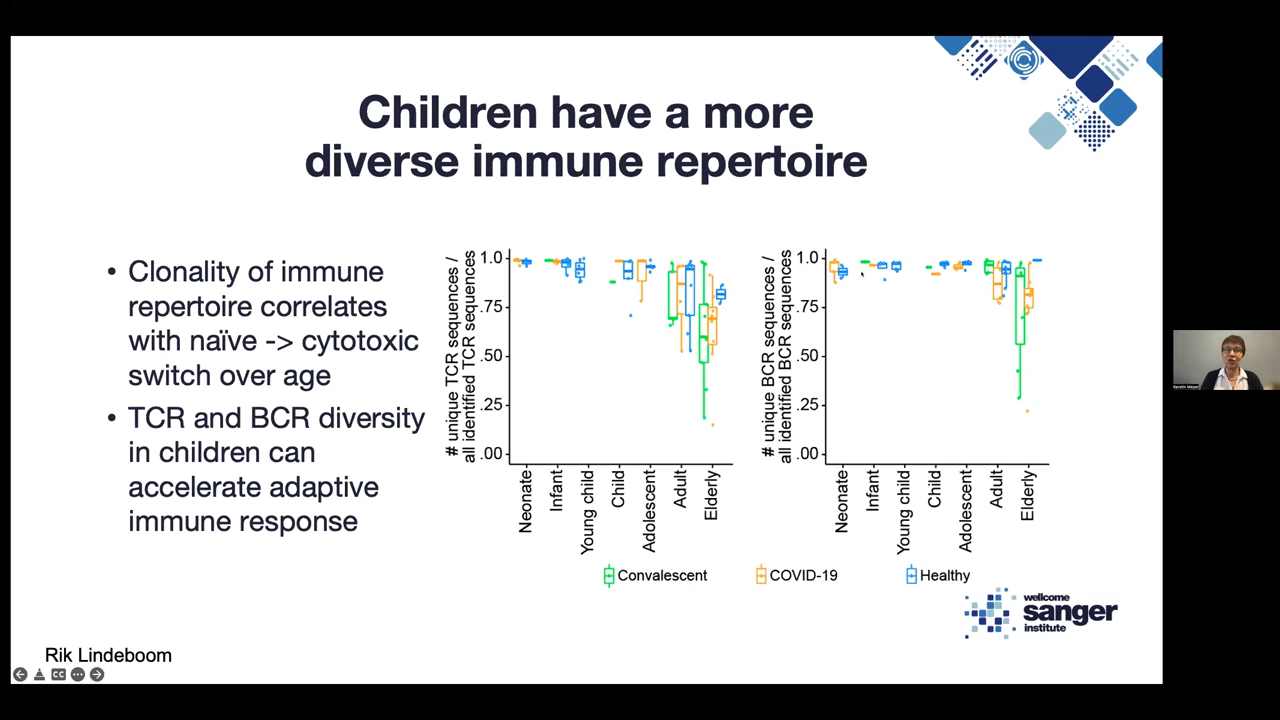 Children have a more
diverse immune repertoire
• Clonality of immune
repertoire correlates
with naïve -> cytotoxic
switch over age
• TCR and BCR diversity
in children can
accelerate adaptive
immune response
# unique TCR sequences /
all identified TCR sequences
1.0
.75
.50
.25
.00
Neonate
Infant
Young child
Child
Adolescent
Adult
Elderly
# unique BCR sequences /
all identified BCR sequences
1.0
.75
.50
.25
.00
Neonate
Infant
Young child
Child
Adolescent
Adult
Elderly
Convalescent
COVID-19
Healthy
wellcome
sanger
institute
Rik Lindeboom
CC
Kerstin Meyer